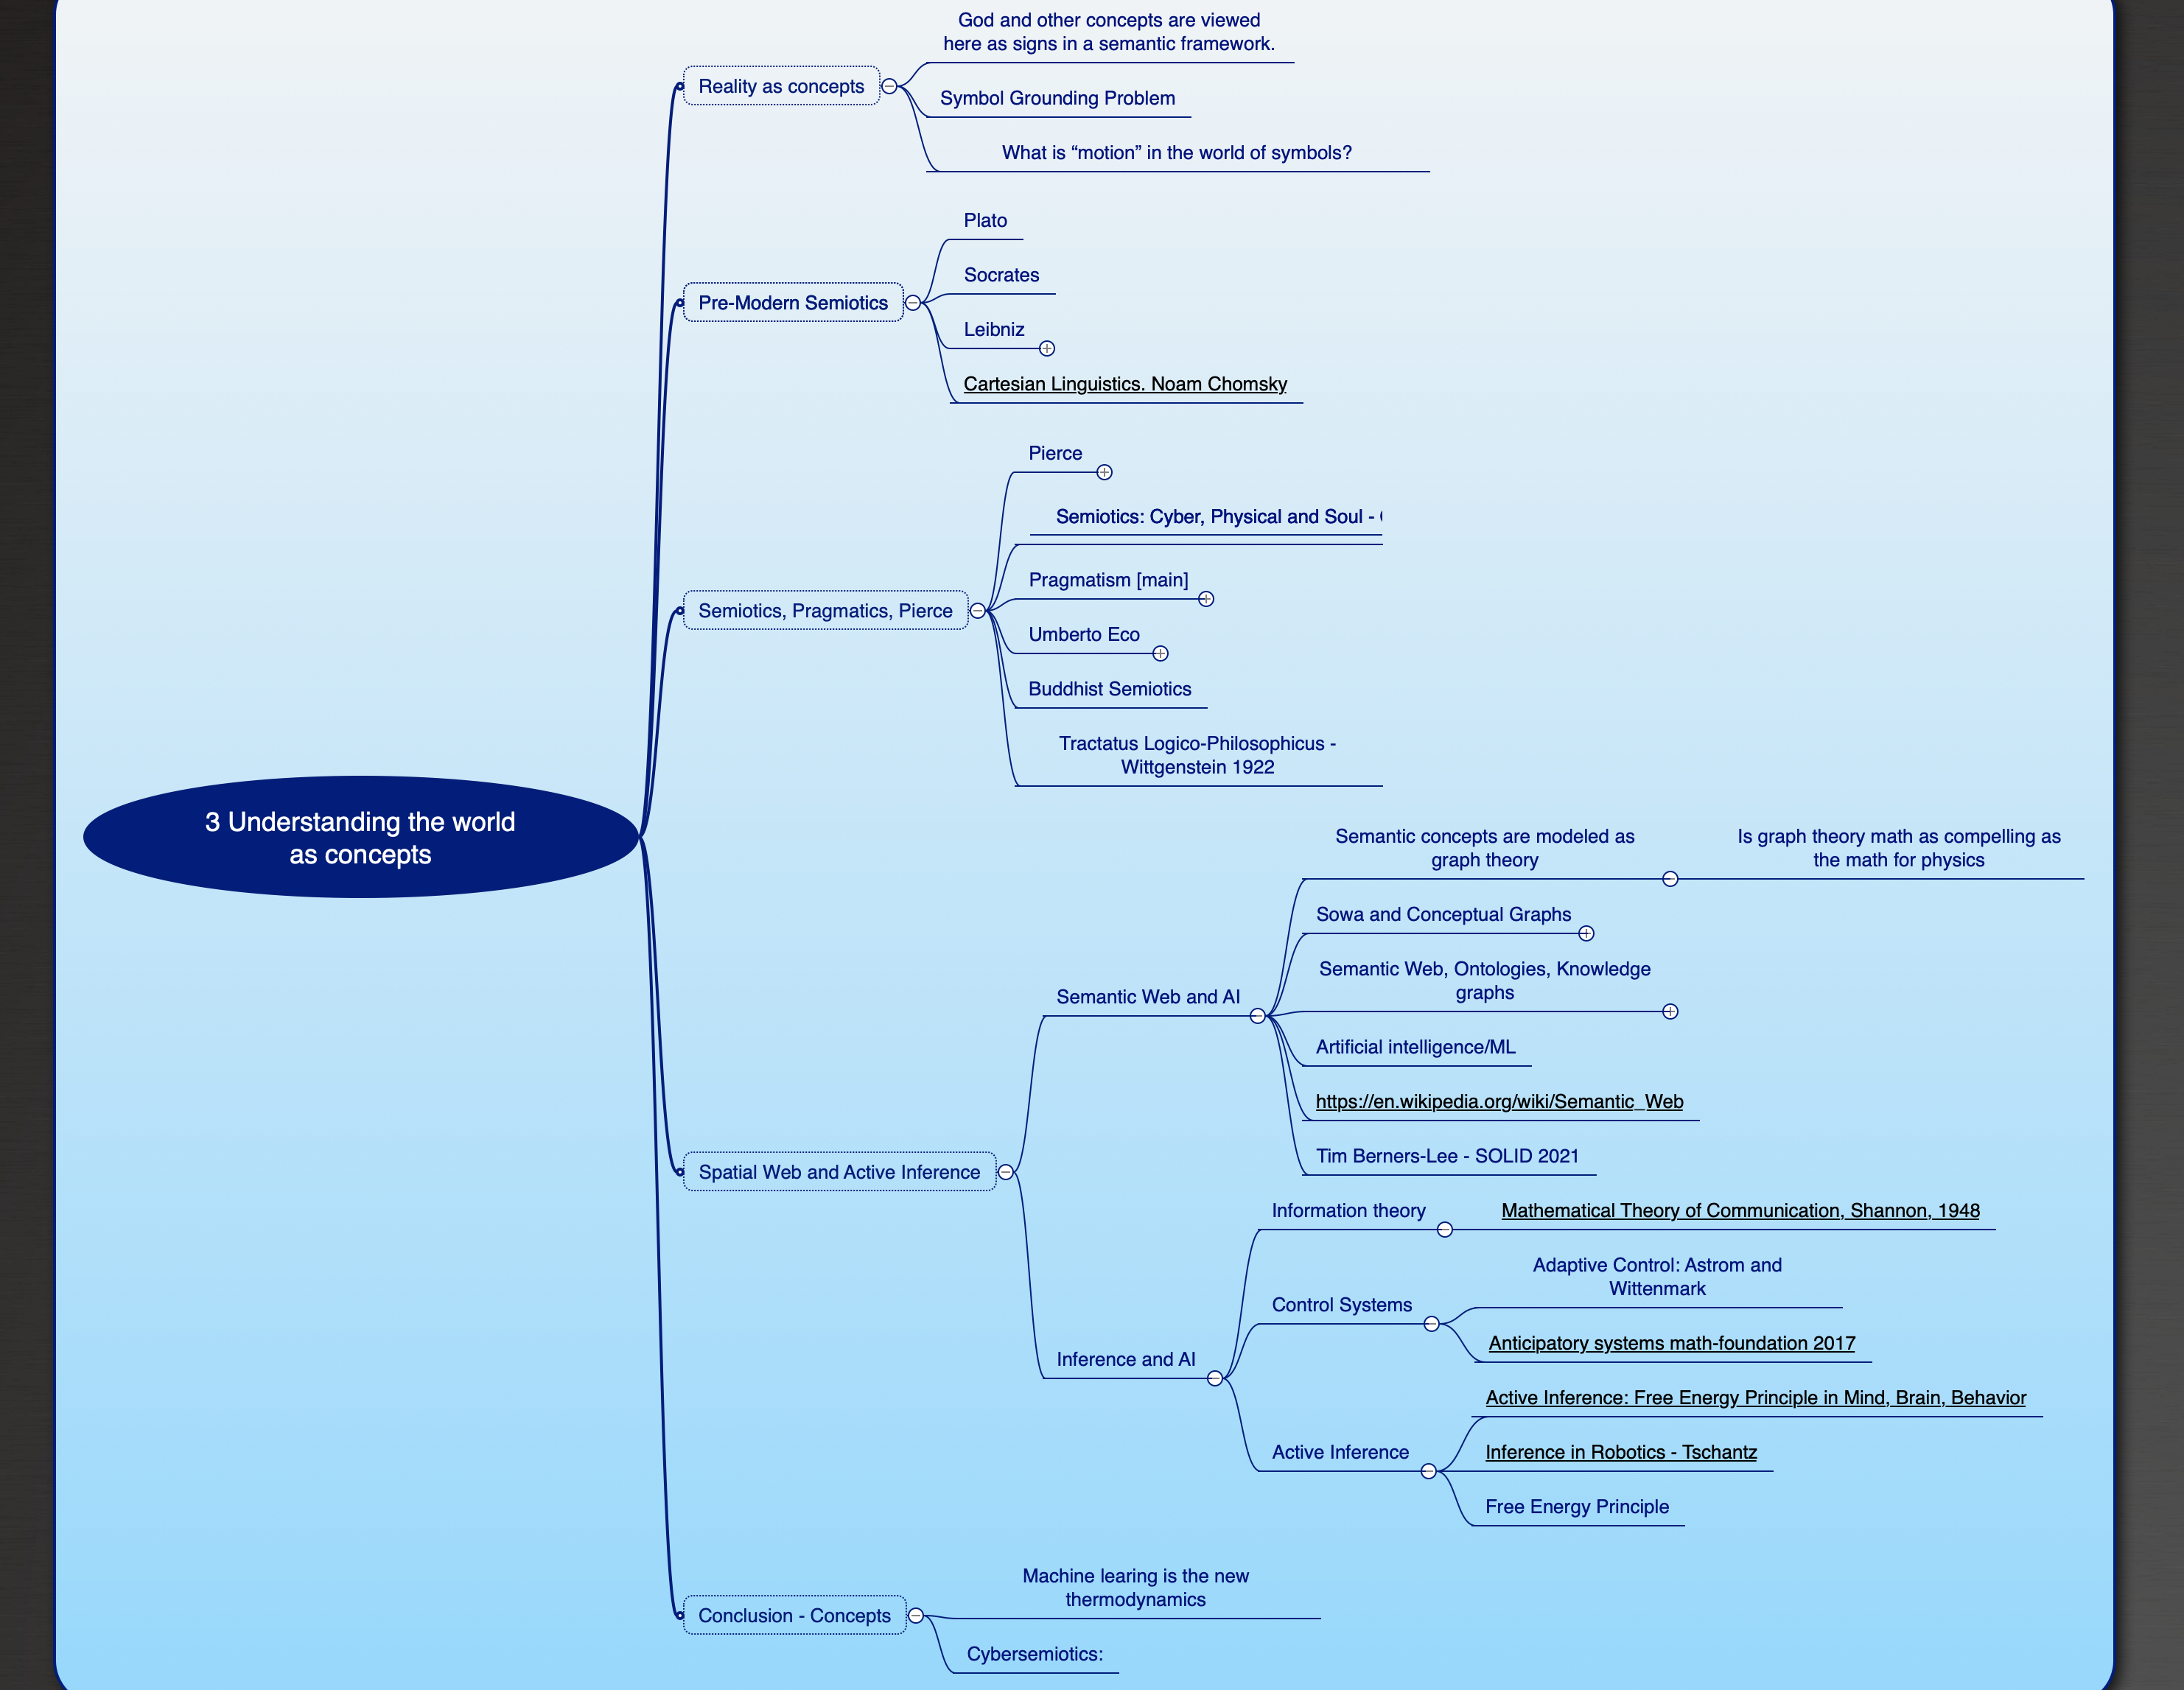 God and other concepts are viewed
here as signs in a semantic framework.
Reality as concepts
Symbol Grounding Problem
What is “motion” in the world of symbols?
Plato
Socrates
Pre-Modern Semiotics
Leibniz
Cartesian Linguistics. Noam Chomsky
Pierce
Semiotics: Cyber, Physical and Soul -
Pragmatism [main]
Semiotics, Pragmatics, Pierce
Umberto Eco
Buddhist Semiotics
Tractatus Logico-Philosophicus -
Wittgenstein 1922
3 Understanding the world
as concepts
Semantic concepts are modeled as
graph theory
Is graph theory math as compelling as
the math for physics
Sowa and Conceptual Graphs
Semantic Web, Ontologies, Knowledge
graphs
Semantic Web and AI
Artificial intelligence/ML
https://en.wikipedia.org/wiki/Semantic_Web
Tim Berners-Lee - SOLID 2021
Spatial Web and Active Inference
Information theory
Mathematical Theory of Communication, Shannon, 1948
Adaptive Control: Astrom and
Wittenmark
Control Systems
Anticipatory systems math-foundation 2017
Inference and AI
Active Inference: Free Energy Principle in Mind, Brain, Behavior
Active Inference
Inference in Robotics - Tschantz
Free Energy Principle
Machine learing is the new
thermodynamics
Conclusion - Concepts
Cybersemiotics: